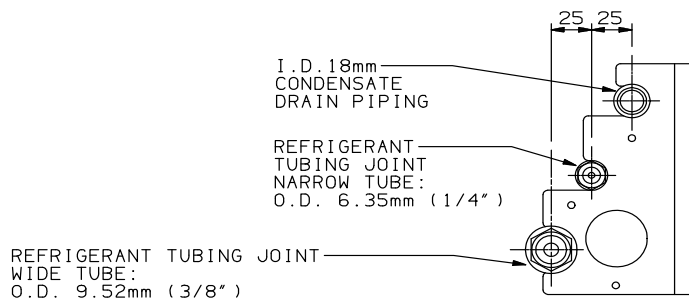 25 25
I.D.18mm
CONDENSATE
DRAIN PIPING
REFRIGERANT
TUBING JOINT
NARROW TUBE:
O.D. 6.35mm (1/4")
REFRIGERANT TUBING JOINT
WIDE TUBE:
O.D. 9.52mm (3/8")